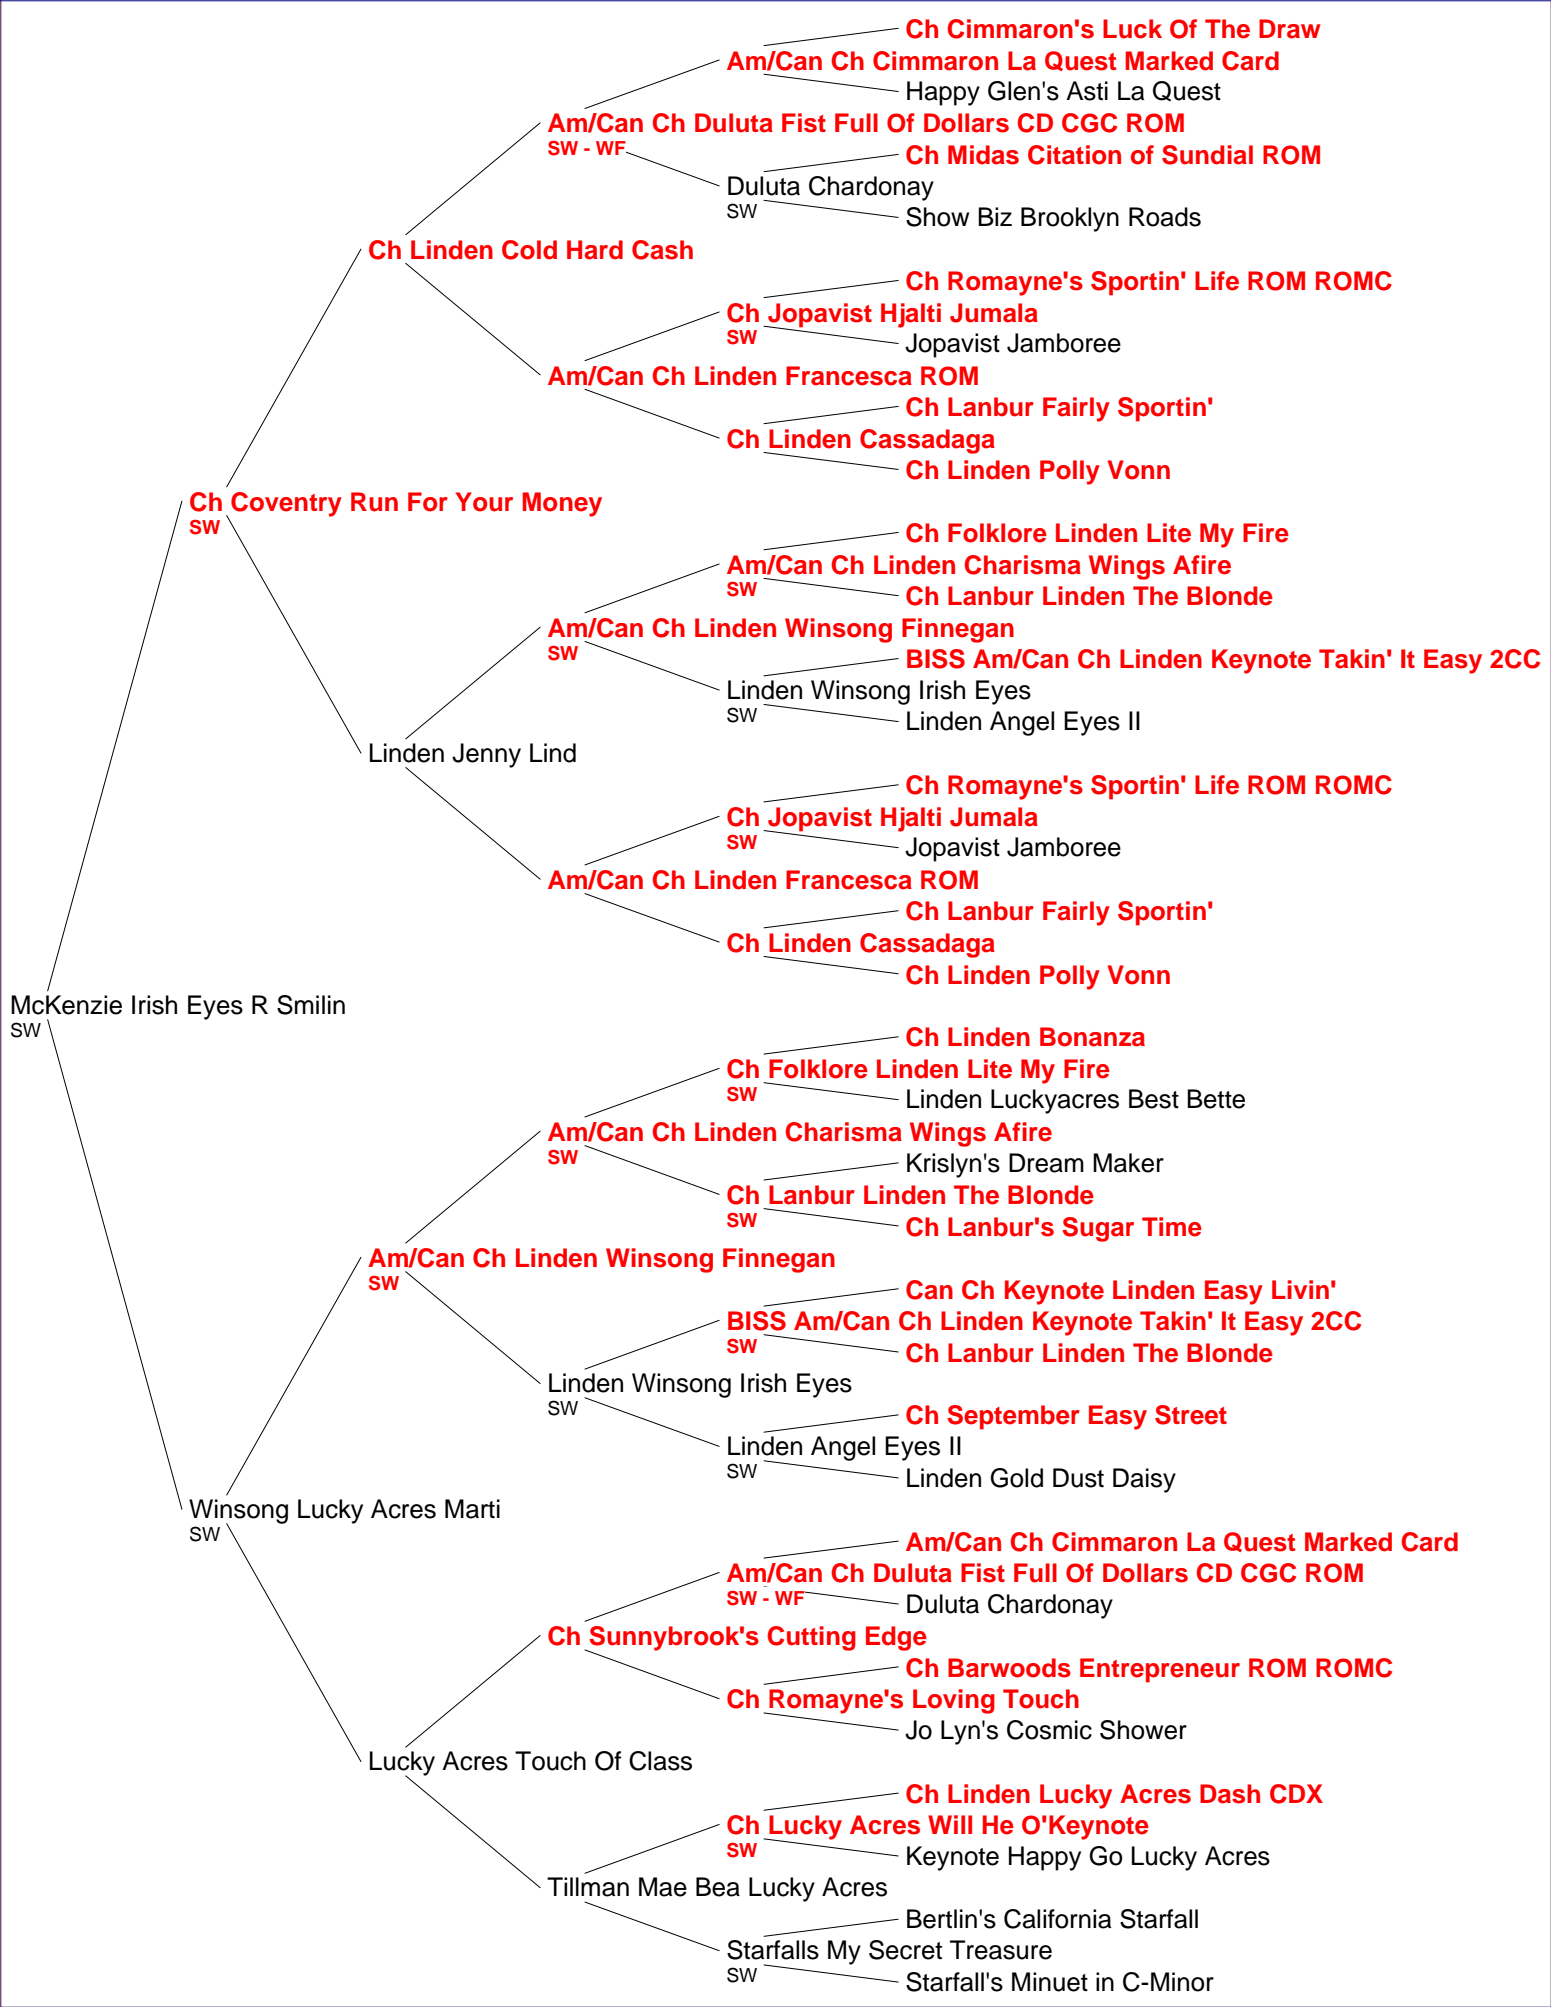 Ch Cimmaron's Luck Of The Draw
Am/Can Ch Cimmaron La Quest Marked Card
Happy Glen's Asti La Quest
Am/Can Ch Duluta Fist Full Of Dollars CD CGC ROM
SW - WF
Ch Midas Citation of Sundial ROM
Duluta Chardonay
SW
Show Biz Brooklyn Roads
Ch Linden Cold Hard Cash
Ch Romayne's Sportin' Life ROM ROMC
Ch Jopavist Hjalti Jumala
SW
Jopavist Jamboree
Am/Can Ch Linden Francesca ROM
Ch Lanbur Fairly Sportin'
Ch Linden Cassadaga
Ch Linden Polly Vonn
Ch Coventry Run For Your Money
SW
Ch Folklore Linden Lite My Fire
Am/Can Ch Linden Charisma Wings Afire
SW
Ch Lanbur Linden The Blonde
Am/Can Ch Linden Winsong Finnegan
SW
BISS Am/Can Ch Linden Keynote Takin' It Easy 2CC
Linden Winsong Irish Eyes
SW
Linden Angel Eyes II
Linden Jenny Lind
Ch Romayne's Sportin' Life ROM ROMC
Ch Jopavist Hjalti Jumala
SW
Jopavist Jamboree
Am/Can Ch Linden Francesca ROM
Ch Lanbur Fairly Sportin'
Ch Linden Cassadaga
Ch Linden Polly Vonn
McKenzie Irish Eyes R Smilin
SW
Ch Linden Bonanza
Ch Folklore Linden Lite My Fire
SW
Linden Luckyacres Best Bette
Am/Can Ch Linden Charisma Wings Afire
SW
Krislyn's Dream Maker
Ch Lanbur Linden The Blonde
SW
Ch Lanbur's Sugar Time
Am/Can Ch Linden Winsong Finnegan
SW
Can Ch Keynote Linden Easy Livin'
BISS Am/Can Ch Linden Keynote Takin' It Easy 2CC
SW
Ch Lanbur Linden The Blonde
Linden Winsong Irish Eyes
SW
Ch September Easy Street
Linden Angel Eyes II
SW
Linden Gold Dust Daisy
Winsong Lucky Acres Marti
SW
Am/Can Ch Cimmaron La Quest Marked Card
Am/Can Ch Duluta Fist Full Of Dollars CD CGC ROM
SW - WF
Duluta Chardonay
Ch Sunnybrook's Cutting Edge
Ch Barwoods Entrepreneur ROM ROMC
Ch Romayne's Loving Touch
Jo Lyn's Cosmic Shower
Lucky Acres Touch Of Class
Ch Linden Lucky Acres Dash CDX
Ch Lucky Acres Will He O'Keynote
SW
Keynote Happy Go Lucky Acres
Tillman Mae Bea Lucky Acres
Bertlin's California Starfall
Starfalls My Secret Treasure
SW
Starfall's Minuet in C-Minor